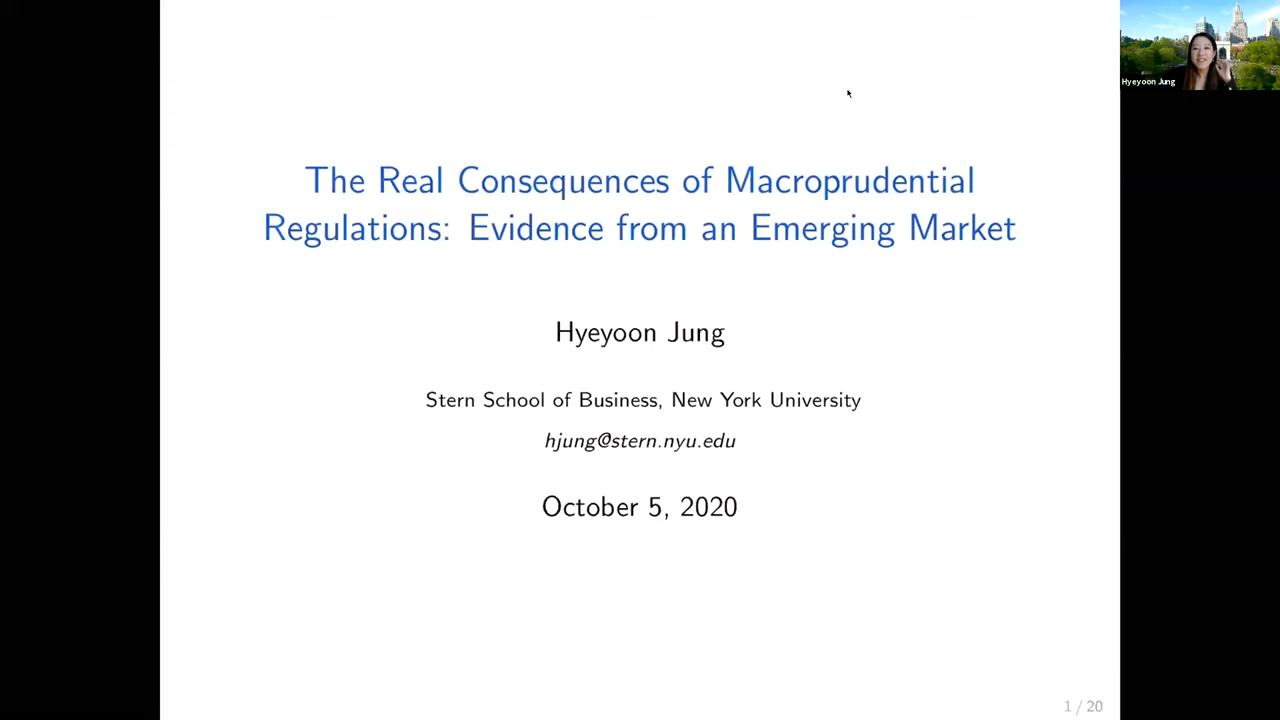 Hyeyoon Jung
The Real Consequences of Macroprudential
Regulations: Evidence from an Emerging Market
Hyeyoon Jung
Stern School of Business, New York University
hjung@stern.nyu.edu
October 5, 2020
1 / 20